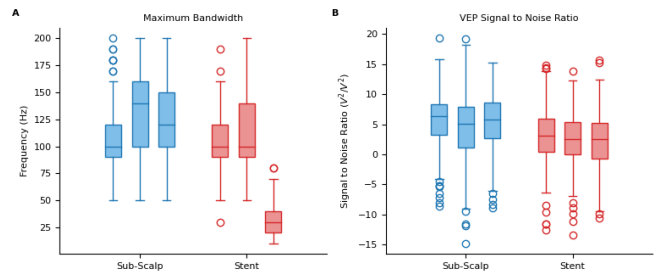 A
Maximum Bandwidth
Frequency (Hz)
200
175
150
125
100
75
50
25
Sub-Scalp
Stent
B
VEP Signal to Noise Ratio
Signal to Noise Ratio (V²/V²)
20
15
10
5
0
−5
−10
−15
Sub-Scalp
Stent